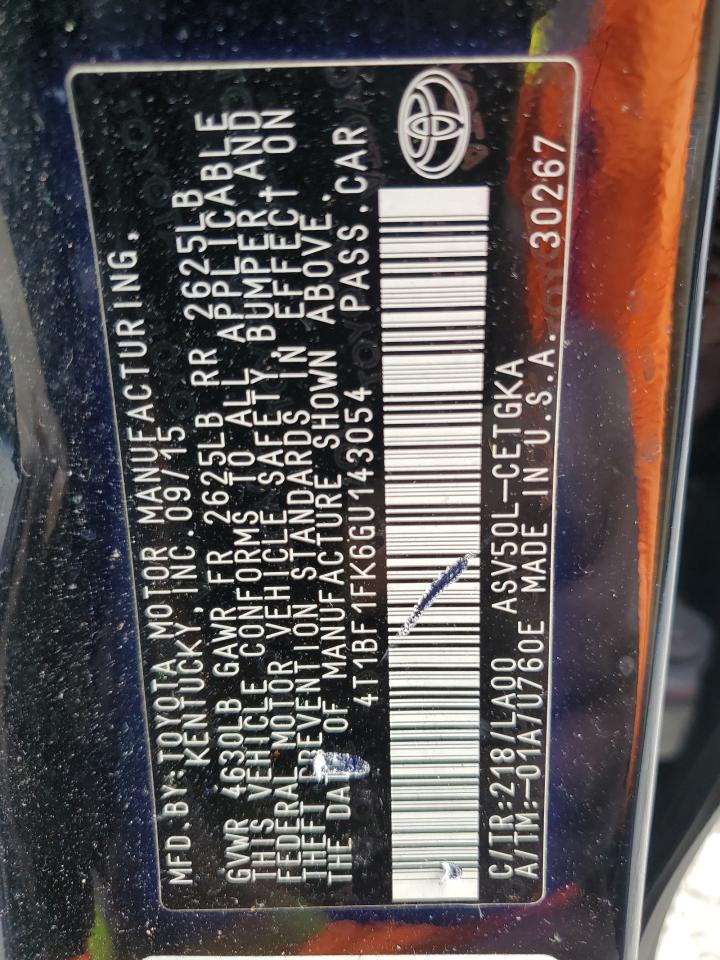 MFD.BY:TOYOTA MOTOR MANUFACTURING,
KENTUCKY, INC.09/15
GVWR 4630LB GAWR FR 2625LB RR 2625LB
THIS VEHICLE CONFORMS TO ALL APPLICABLE
FEDERAL MOTOR VEHICLE SAFETY, BUMPER,AND
THEFT PREVENTION STANDARDS IN EFFECT ON
THE DATE OF MANUFACTURE SHOWN ABOVE.
4T1BF1FK6GU143054 PASS.CAR
C/TR:218/LA00 ASV50L-CETGKA
A/TM:-01A/U760E MADE IN U.S.A. 30267